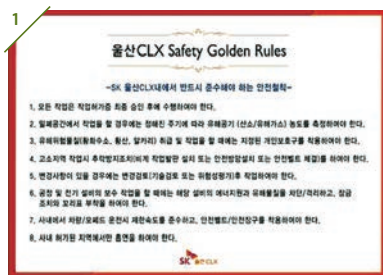 1
울산CLX Safety Golden Rules
-SK 울산CLX내에서 반드시 준수해야 하는 안전철칙-
1. 모든 작업은 작업허가증 최종 승인 후에 수행하여야 한다.
2. 밀폐공간에서 작업을 할 경우에는 정해진 주기에 따라 유해공기 (산소/유해가스) 농도를 측정하여야 한다.
3. 유해위험물질(황화수소, 황산, 알카리) 취급 및 작업을 할 때에는 지정된 개인보호구를 착용하여야 한다.
4. 고소지역 작업시 추락방지조치(비계 작업발판 설치 또는 안전방망설치 또는 안전벨트 체결)를 하여야 한다.
5. 변경사항이 있을 경우에는 변경검토(기술검토 또는 위험성평가)후 작업하여야 한다.
6. 공정 및 전기 설비의 보수 작업을 할 때에는 해당 설비의 에너지원과 유해물질을 차단/격리하고, 잠금
조치와 꼬리표 부착을 하여야 한다.
7. 사내에서 차량/모페드 운전시 제한속도를 준수하고, 안전벨트/안전장구를 착용하여야 한다.
8. 사내 허가된 지역에서만 흡연을 하여야 한다.
SK 울산CLX